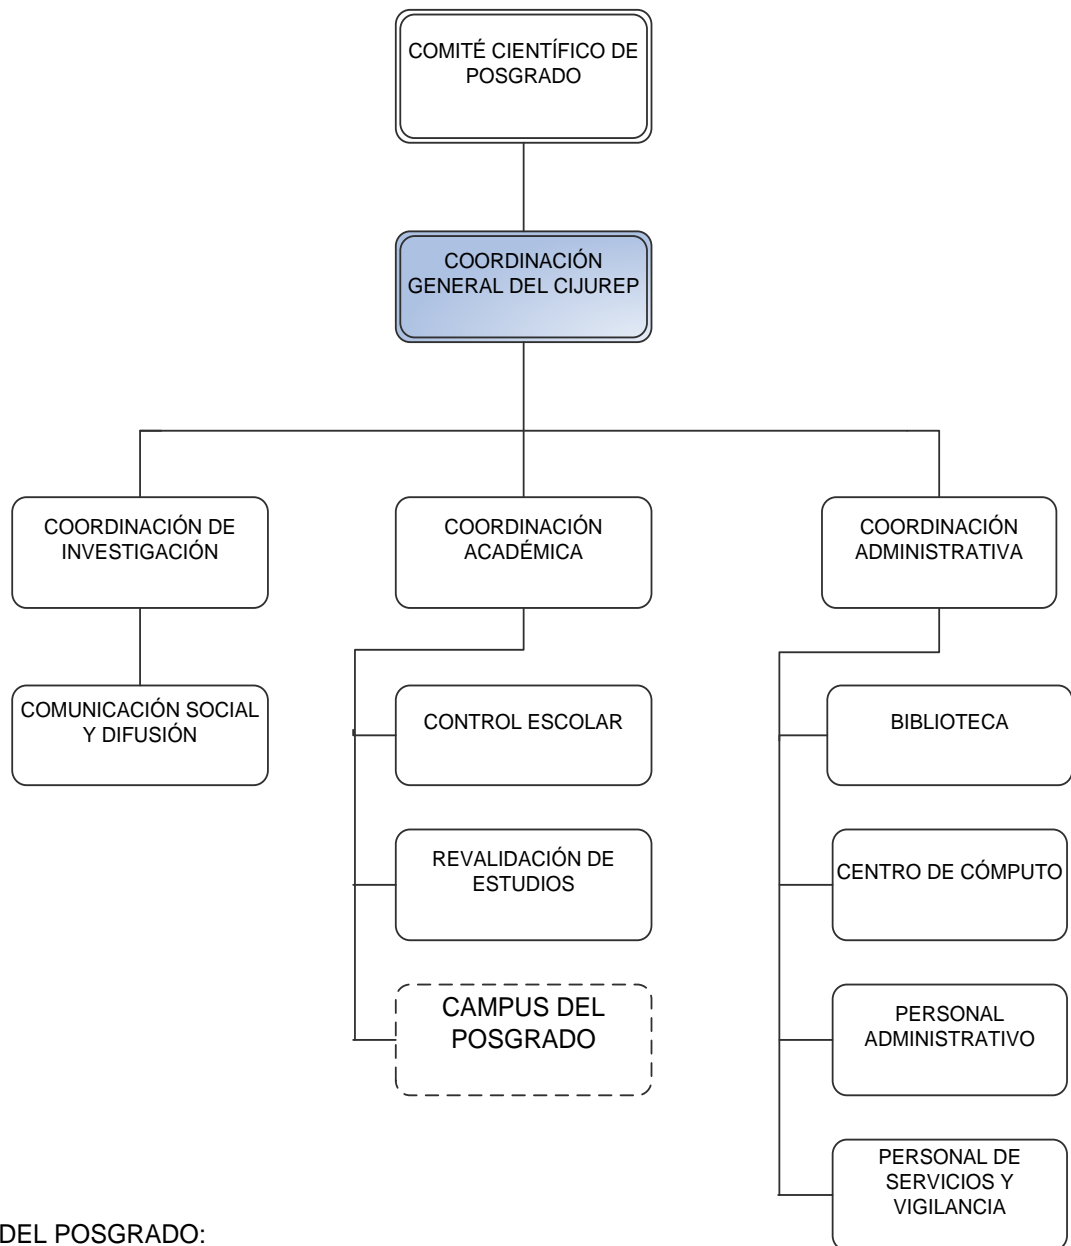 COMITÉ CIENTÍFICO DE
POSGRADO
COORDINACIÓN
GENERAL DEL CIJUREP
COORDINACIÓN DE
INVESTIGACIÓN
COORDINACIÓN
ACADÉMICA
COORDINACIÓN
ADMINISTRATIVA
COMUNICACIÓN SOCIAL
Y DIFUSIÓN
CONTROL ESCOLAR
BIBLIOTECA
REVALIDACIÓN DE
ESTUDIOS
CENTRO DE CÓMPUTO
CAMPUS DEL
POSGRADO
PERSONAL
ADMINISTRATIVO
PERSONAL DE
SERVICIOS Y
VIGILANCIA
DEL POSGRADO: